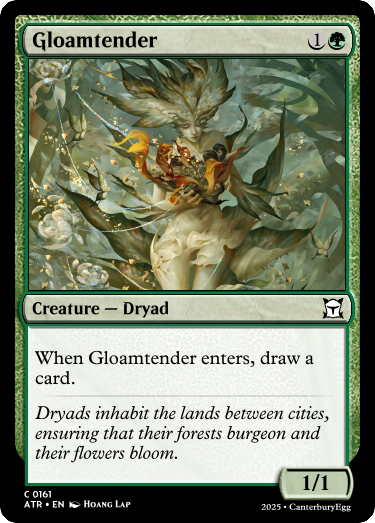 Gloamtender 1
Creature — Dryad
When Gloamtender enters, draw a
card.
Dryads inhabit the lands between cities,
ensuring that their forests burgeon and
their flowers bloom.
1/1
C 0161
ATR • EN Hoang Lap
2025 • CanterburyEgg